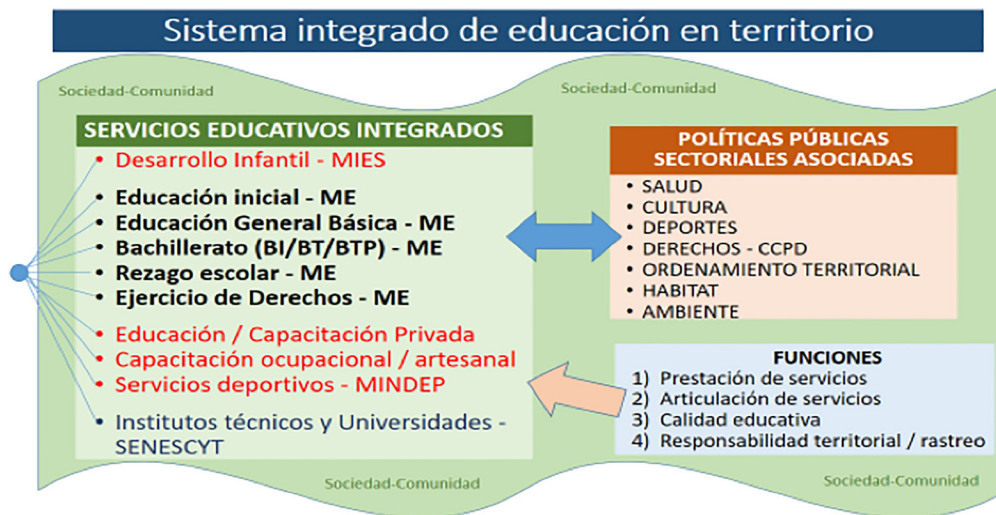 Sistema integrado de educación en territorio
Sociedad-Comunidad
Sociedad-Comunidad
SERVICIOS EDUCATIVOS INTEGRADOS
• Desarrollo Infantil - MIES
• Educación inicial - ME
• Educación General Básica - ME
• Bachillerato (BI/BT/BTP) - ME
• Rezago escolar - ME
• Ejercicio de Derechos - ME
• Educación / Capacitación Privada
• Capacitación ocupacional / artesanal
• Servicios deportivos - MINDEP
• Institutos técnicos y Universidades -
SENESCYT
POLÍTICAS PÚBLICAS
SECTORIALES ASOCIADAS
• SALUD
• CULTURA
• DEPORTES
• DERECHOS - CCPD
• ORDENAMIENTO TERRITORIAL
• HABITAT
• AMBIENTE
FUNCIONES
1) Prestación de servicios
2) Articulación de servicios
3) Calidad educativa
4) Responsabilidad territorial / rastreo
Sociedad-Comunidad
Sociedad-Comunidad